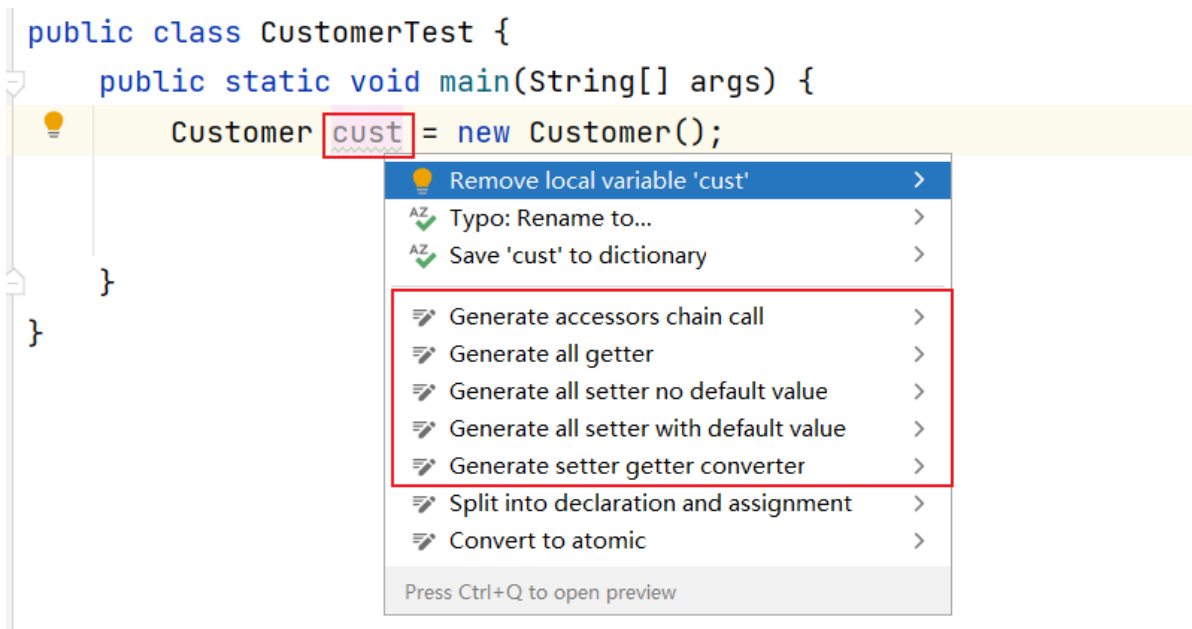 public class CustomerTest {
public static void main(String[] args) {
Customer cust = new Customer();
Remove local variable 'cust'
Typo: Rename to...
Save 'cust' to dictionary
}
Generate accessors chain call
}
Generate all getter
Generate all setter no default value
Generate all setter with default value
Generate setter getter converter
Split into declaration and assignment
Convert to atomic
Press Ctrl+Q to open preview